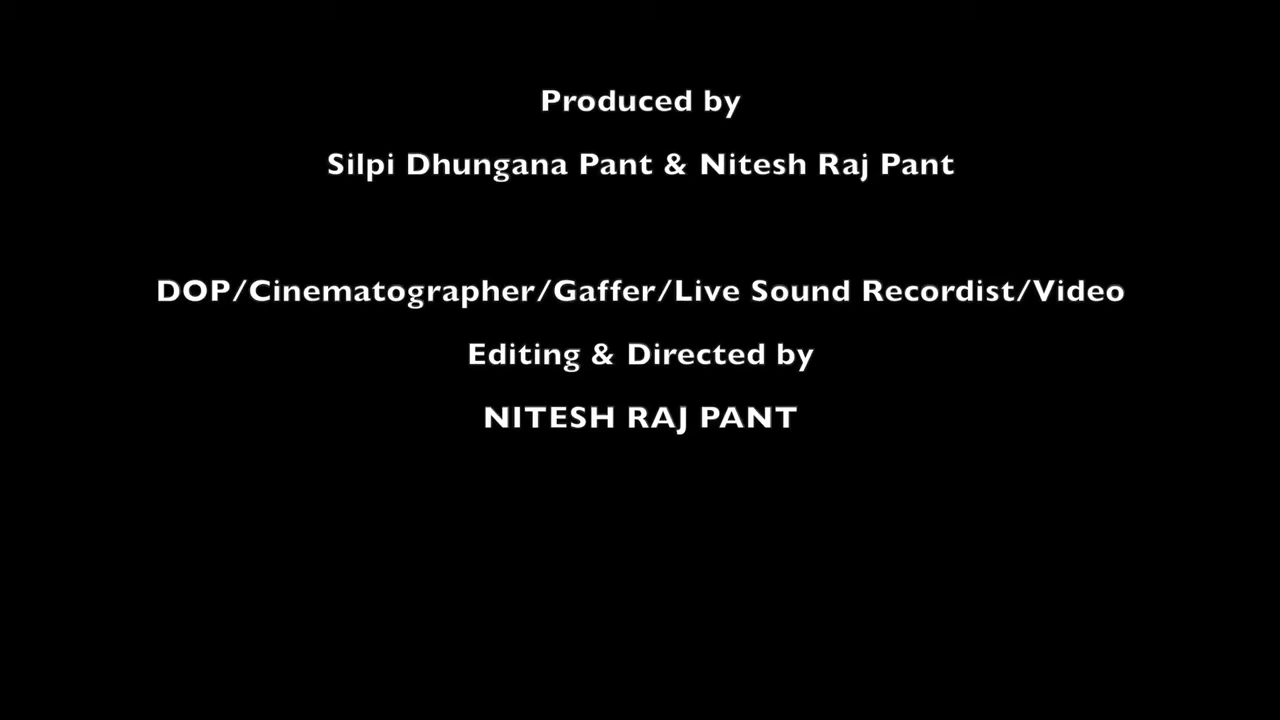 Produced by
Silpi Dhungana Pant & Nitesh Raj Pant
DOP/Cinematographer/Gaffer/Live Sound Recordist/Video
Editing & Directed by
NITESH RAJ PANT